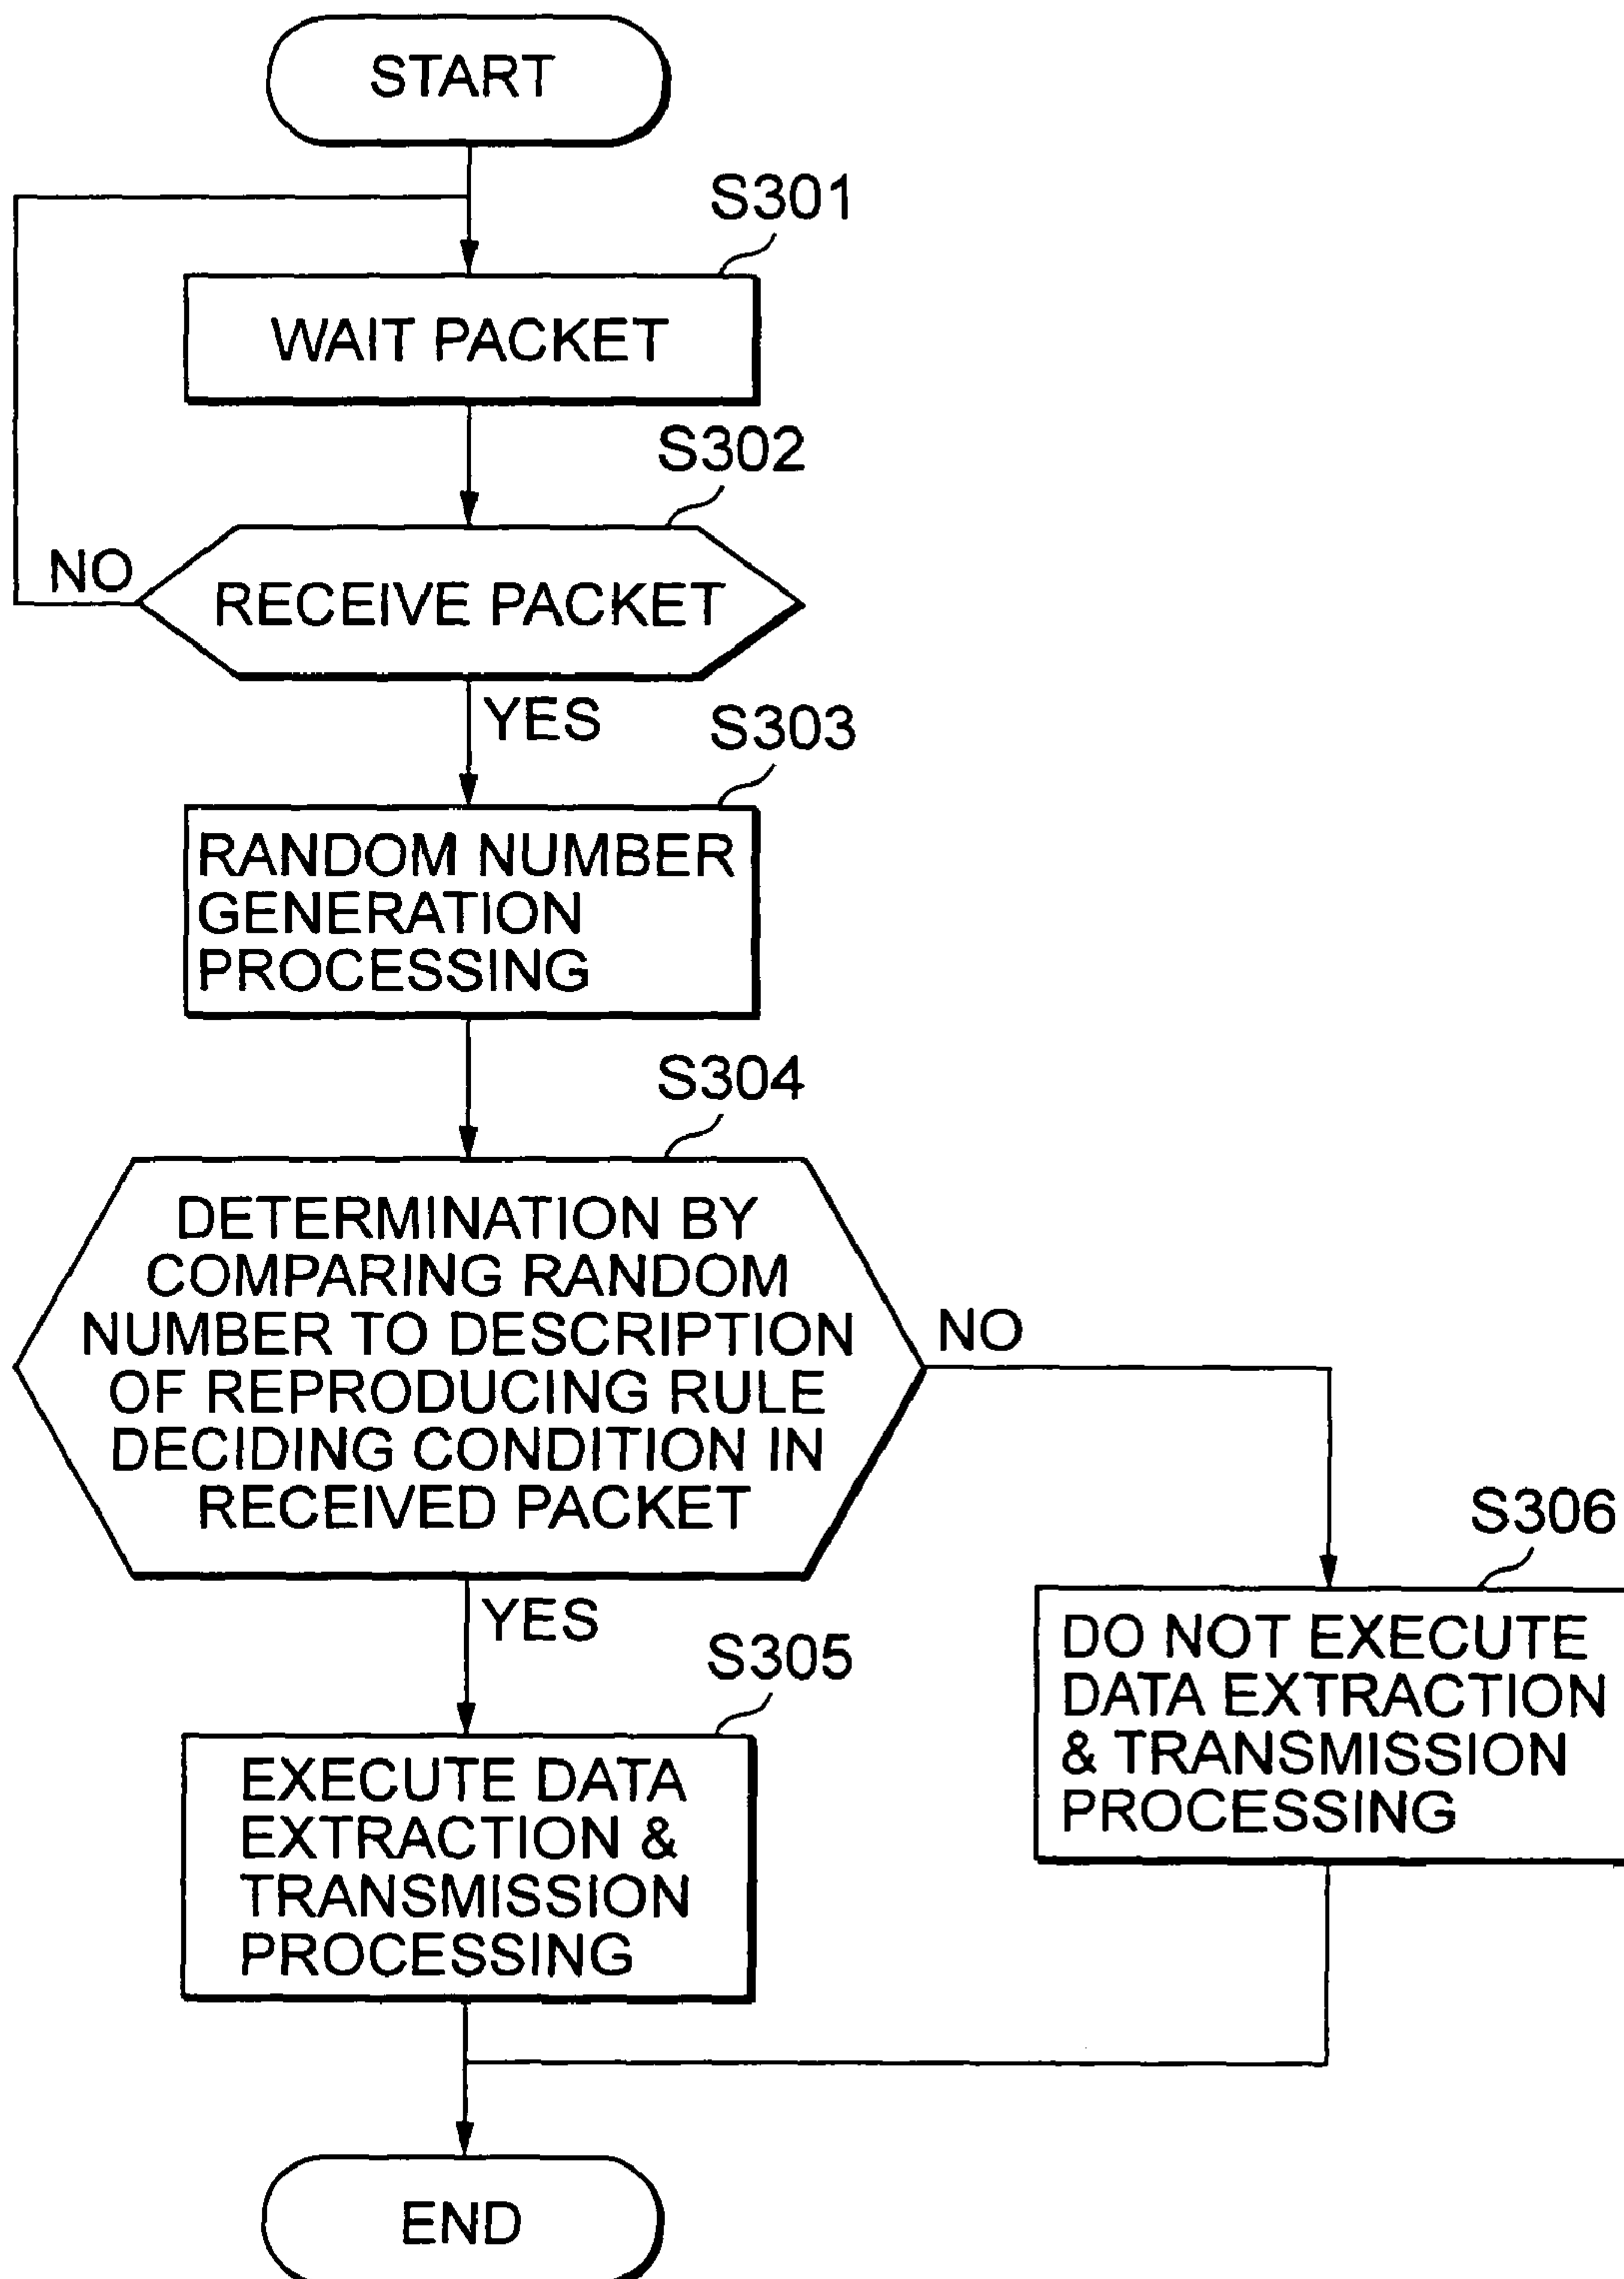 START
S301
WAIT PACKET
S302
NO
RECEIVE PACKET
YES
S303
RANDOM NUMBER
GENERATION
PROCESSING
S304
DETERMINATION BY
COMPARING RANDOM
NUMBER TO DESCRIPTION
OF REPRODUCING RULE
DECIDING CONDITION IN
RECEIVED PACKET
NO
YES
S305
EXECUTE DATA
EXTRACTION &
TRANSMISSION
PROCESSING
S306
DO NOT EXECUTE
DATA EXTRACTION
& TRANSMISSION
PROCESSING
END